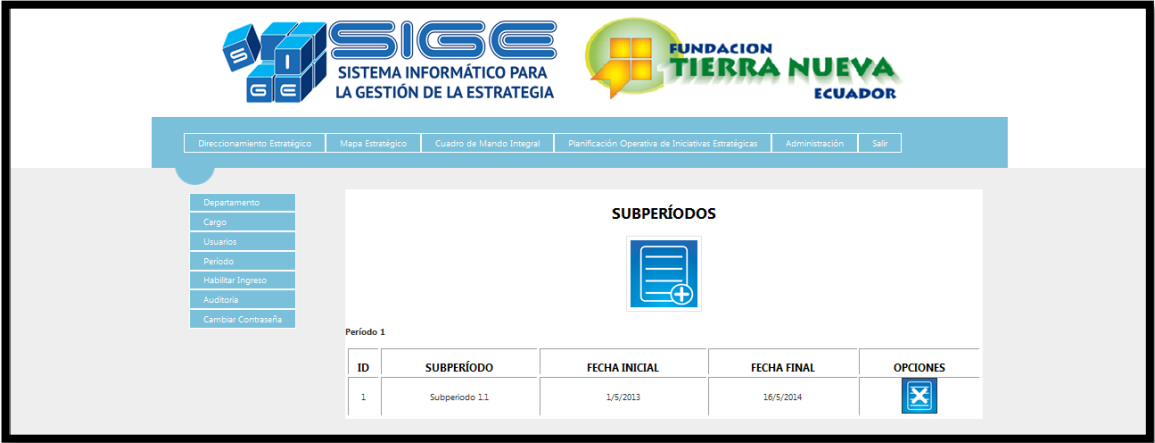 S I G E
SIGE
SISTEMA INFORMÁTICO PARA
LA GESTIÓN DE LA ESTRATEGIA
FUNDACION
TIERRA NUEVA
ECUADOR
Direccionamiento Estratégico Mapa Estratégico Cuadro de Mando Integral Planificación Operativa de Iniciativas Estratégicas Administración Salir
Departamento
Cargo
Usuarios
Período
Habilitar Ingreso
Auditoria
Cambiar Contraseña
SUBPERÍODOS
Período 1
ID SUBPERÍODO FECHA INICIAL FECHA FINAL OPCIONES
1 Subperiodo 1.1 1/5/2013 16/5/2014